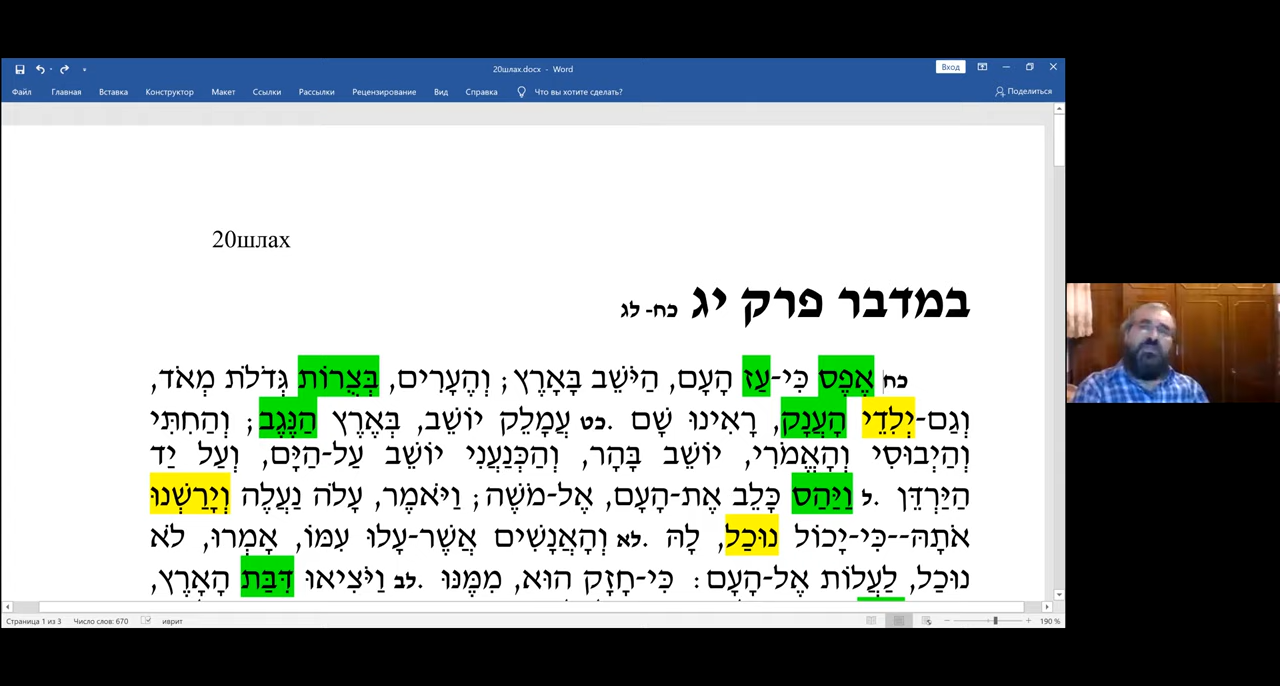 20шлах.docx - Word
Вход
Файл Главная Вставка Конструктор Макет Ссылки Рассылки Рецензирование Вид Справка Что вы хотите сделать? Поделиться
20шлах
במדבר פרק יג כח- לג
כח אֶפֶס כִּי-עַז הָעָם, הַיֹּשֵׁב בָּאָרֶץ; וְהֶעָרִים, בְּצֻרוֹת גְּדֹלֹת מְאֹד,
וְגַם-יְלִדֵי הָעֲנָק, רָאִינוּ שָׁם .כט עֲמָלֵק יוֹשֵׁב, בְּאֶרֶץ הַנֶּגֶב; וְהַחִתִּי
וְהַיְבוּסִי וְהָאֱמֹרִי, יוֹשֵׁב בָּהָר, וְהַכְּנַעֲנִי יוֹשֵׁב עַל-הַיָּם, וְעַל יַד
הַיַּרְדֵּן .ל וַיַּהַס כָּלֵב אֶת-הָעָם, אֶל-מֹשֶׁה; וַיֹּאמֶר, עָלֹה נַעֲלֶה וְיָרַשְׁנוּ
אֹתָהּ--כִּי-יָכוֹל נוּכַל, לָהּ .לא וְהָאֲנָשִׁים אֲשֶׁר-עָלוּ עִמּוֹ, אָמְרוּ, לֹא
נוּכַל, לַעֲלוֹת אֶל-הָעָם: כִּי-חָזָק הוּא, מִמֶּנּוּ .לב וַיֹּצִיאוּ דִּבַּת הָאָרֶץ,
Страница 1 из 3 Число слов: 670 иврит 190 %